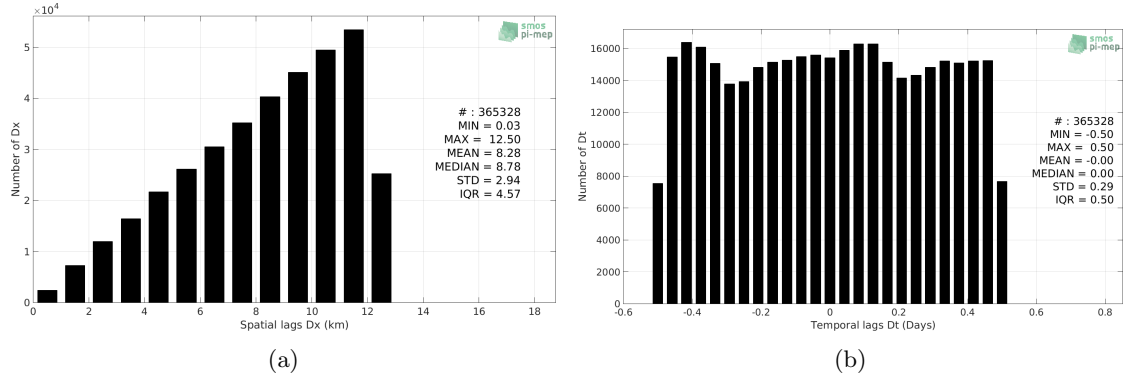 ×10⁴
smos
pi-mep
5
4
3
2
1
0
Number of Dx
# : 365328
MIN = 0.03
MAX = 12.50
MEAN = 8.28
MEDIAN = 8.78
STD = 2.94
IQR = 4.57
0 2 4 6 8 10 12 14 16 18
Spatial lags Dx (km)
(a)
smos
pi-mep
16000
14000
12000
10000
8000
6000
4000
2000
0
Number of Dt
# : 365328
MIN = -0.50
MAX = 0.50
MEAN = -0.00
MEDIAN = 0.00
STD = 0.29
IQR = 0.50
-0.6 -0.4 -0.2 0 0.2 0.4 0.6 0.8
Temporal lags Dt (Days)
(b)